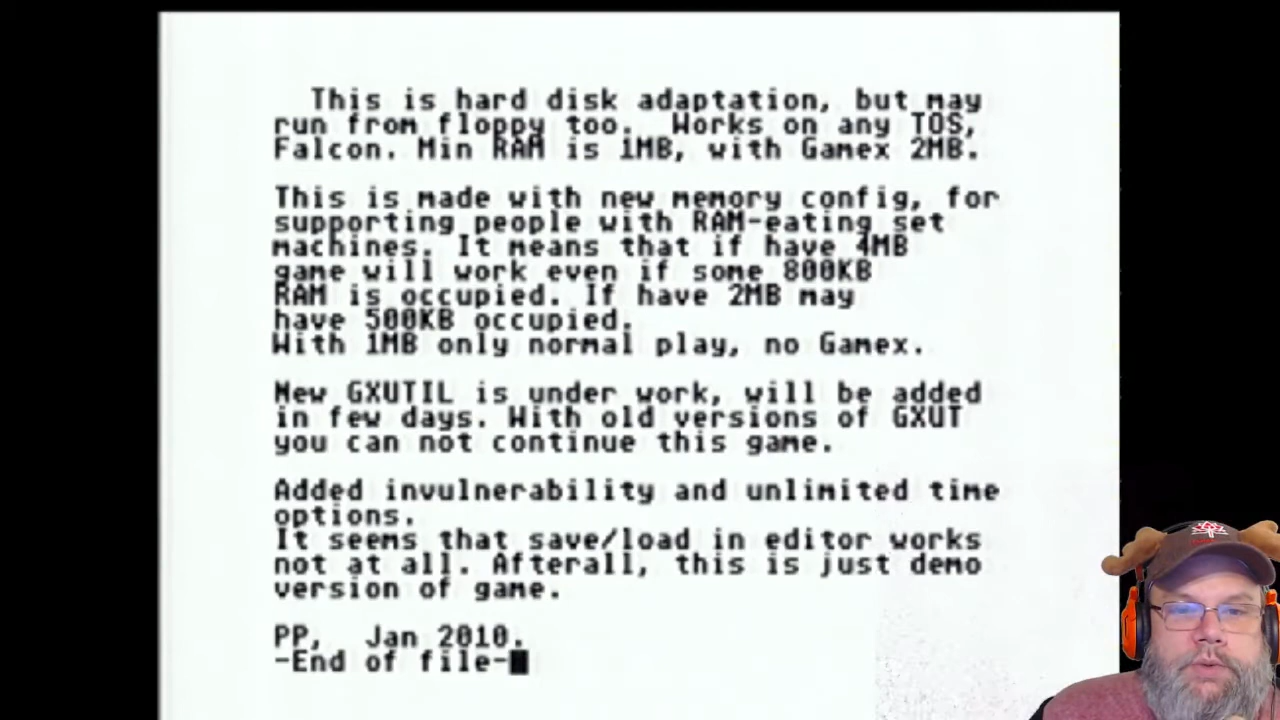 This is hard disk adaptation, but may
run from floppy too. Works on any TOS,
Falcon. Min RAM is 1MB, with Gamex 2MB.
This is made with new memory config, for
supporting people with RAM-eating set
machines. It means that if have 4MB
game will work even if some 800KB
RAM is occupied. If have 2MB may
have 500KB occupied.
With 1MB only normal play, no Gamex.
New GXUTIL is under work, will be added
in few days. With old versions of GXUT
you can not continue this game.
Added invulnerability and unlimited time
options.
It seems that save/load in editor works
not at all. Afterall, this is just demo
version of game.
PP, Jan 2010.
-End of file-